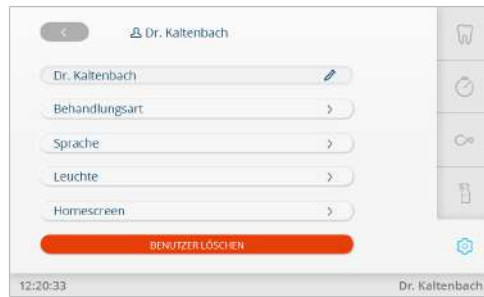 Dr. Kaltenbach
Dr. Kaltenbach
Behandlungsart
Sprache
Leuchte
Homescreen
BENUTZER LÖSCHEN
12:20:33
Dr. Kaltenbach